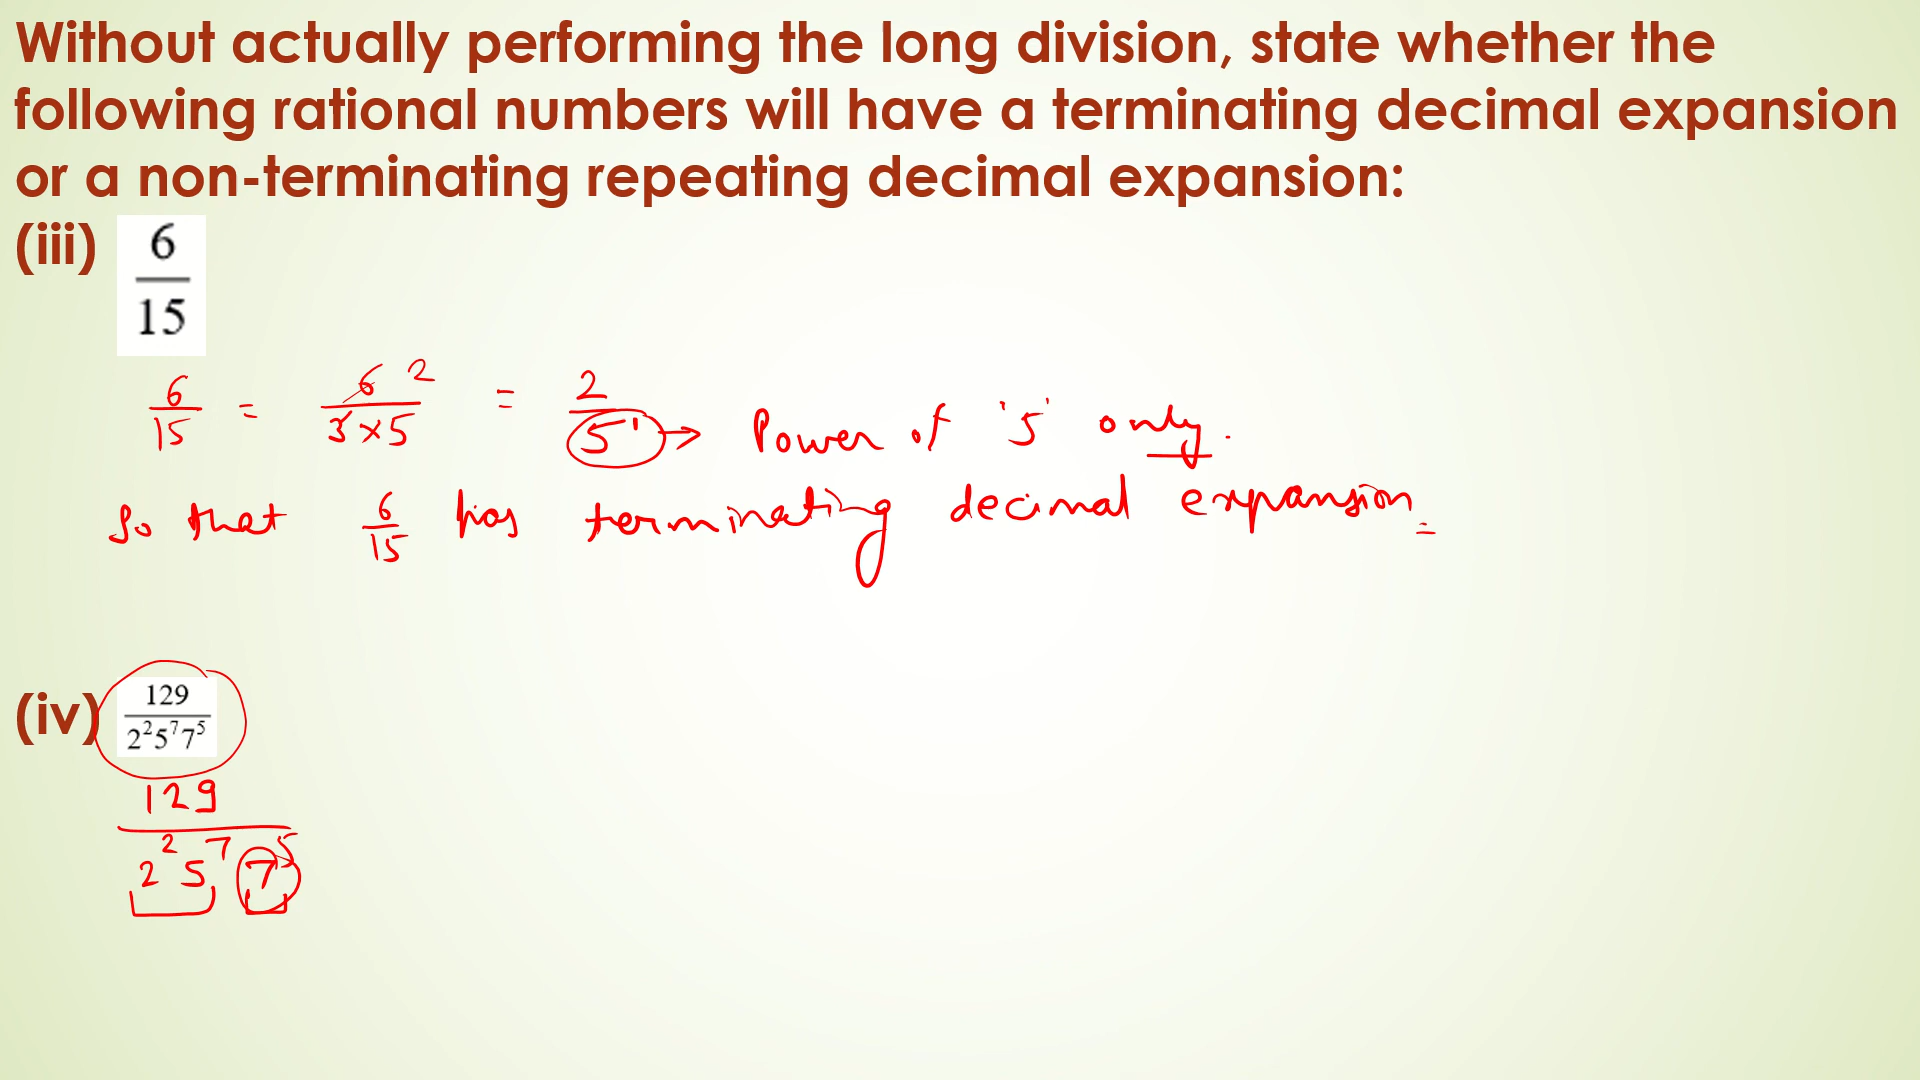 Without actually performing the long division, state whether the
following rational numbers will have a terminating decimal expansion
or a non-terminating repeating decimal expansion:
(iii) 6/15
6/15 = 6 2/3×5 = 2/5¹ → Power of '5' only.
So that 6/15 has terminating decimal expansion
(iv) 129/2²5⁷7⁵
129/2²5⁷7⁵